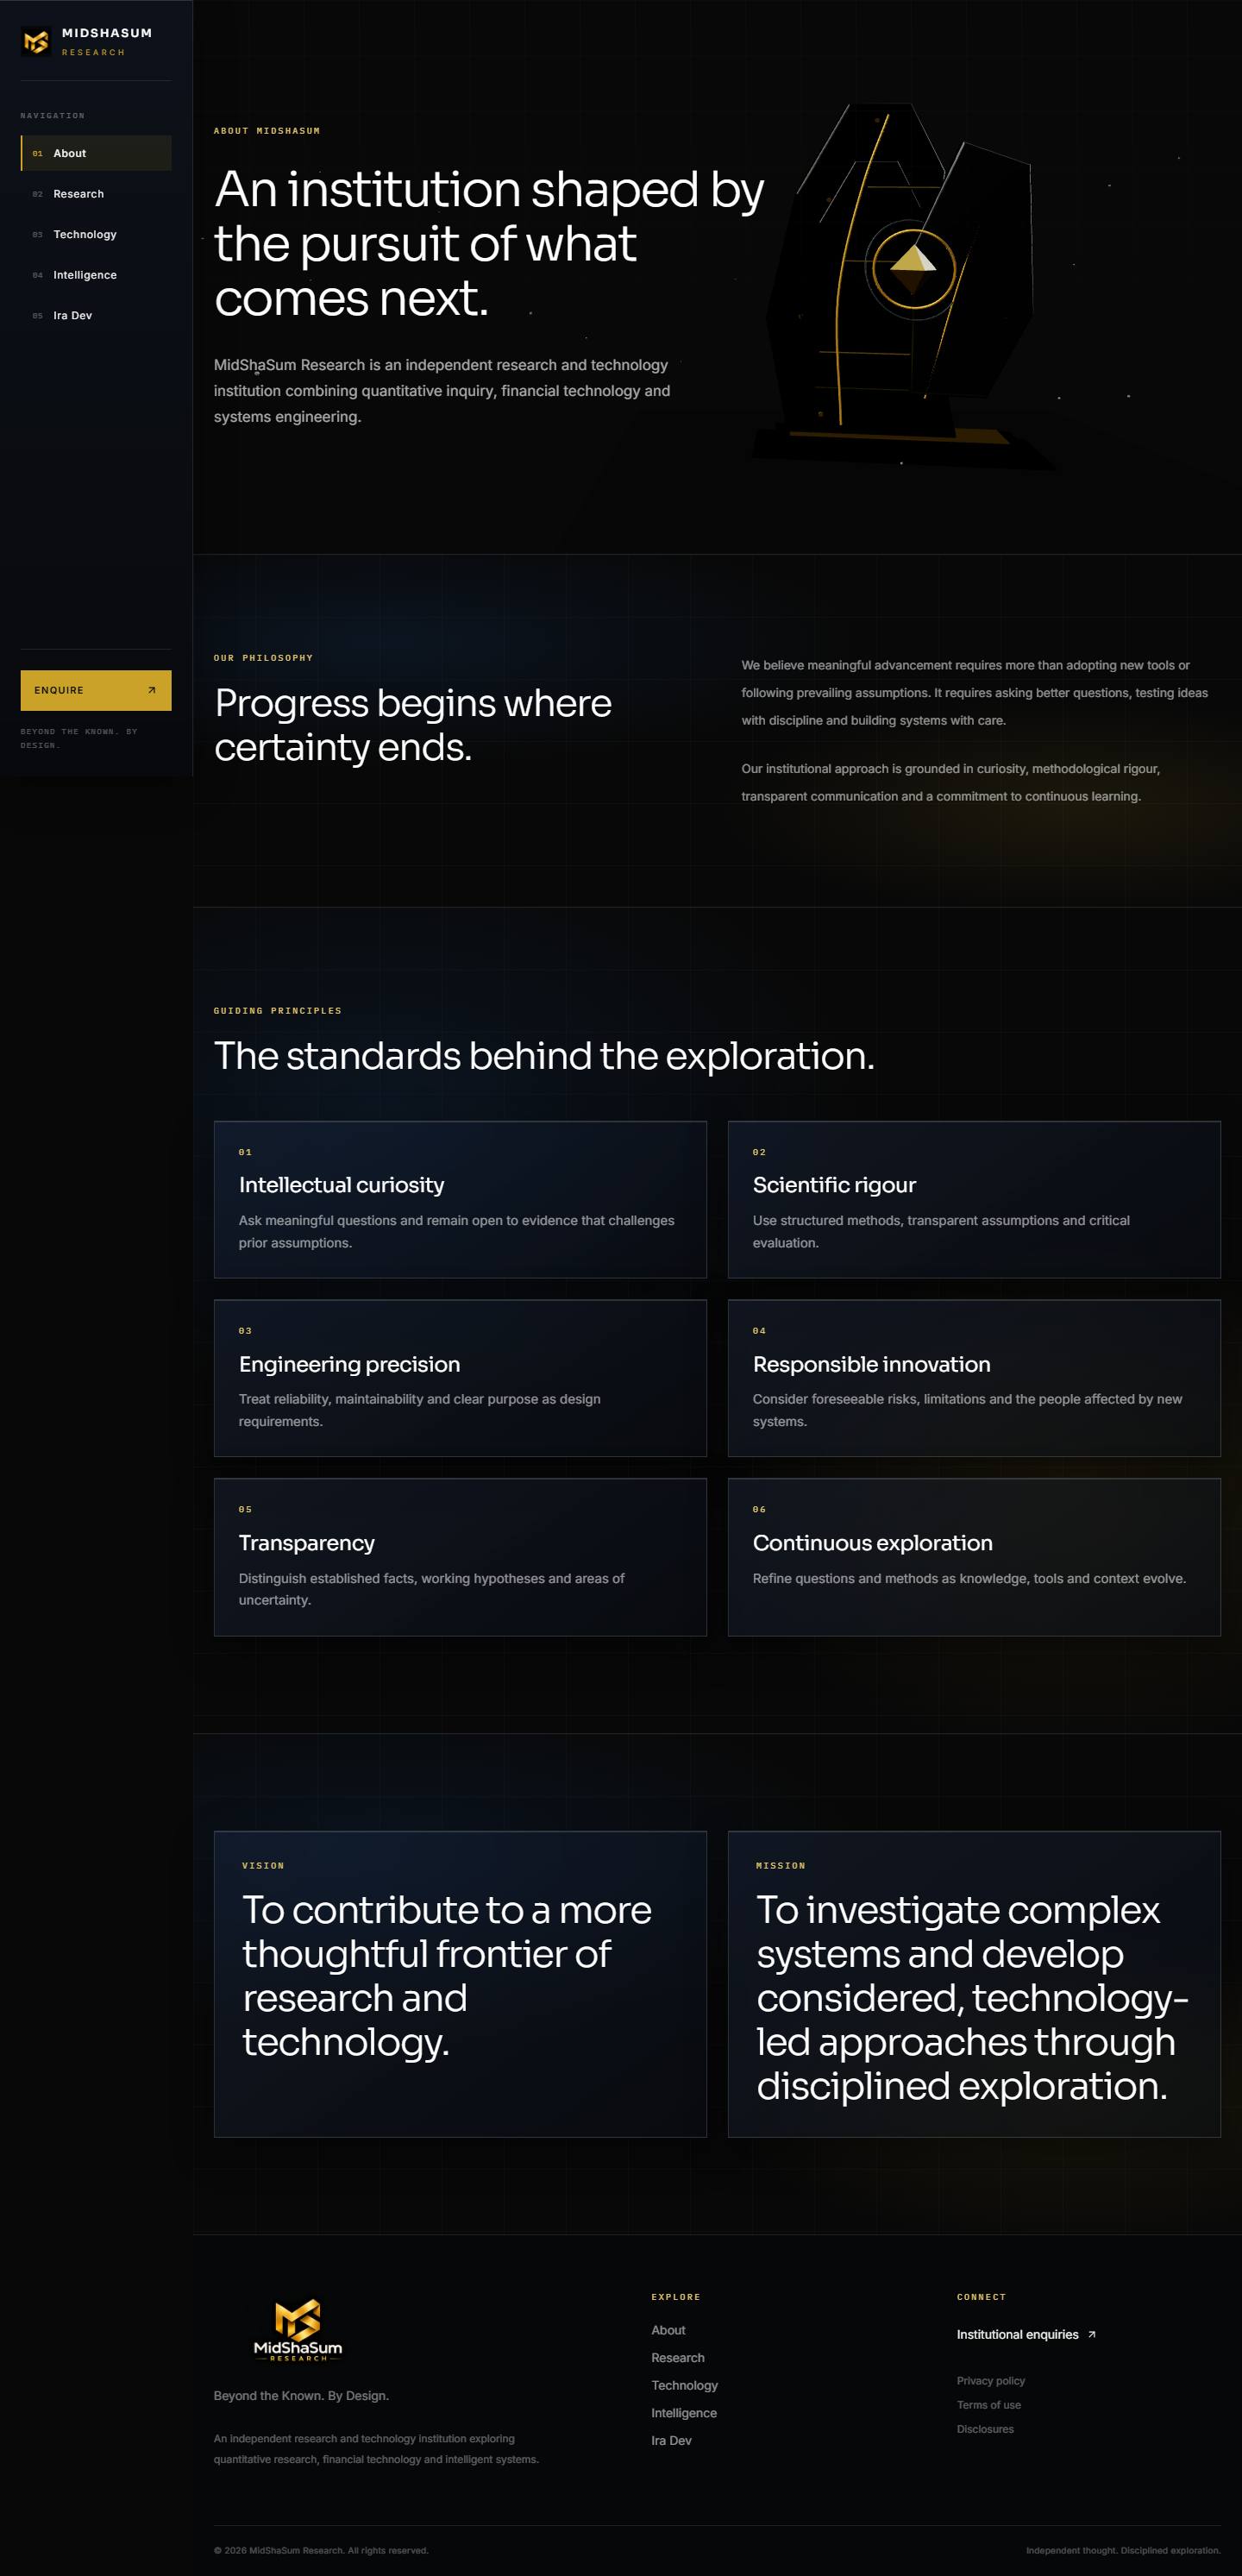 MIDSHASUM
RESEARCH
NAVIGATION
01 About
02 Research
03 Technology
04 Intelligence
05 Ira Dev
ENQUIRE
BEYOND THE KNOWN. BY
DESIGN.
ABOUT MIDSHASUM
An institution shaped by
the pursuit of what
comes next.
MidShaSum Research is an independent research and technology
institution combining quantitative inquiry, financial technology and
systems engineering.
OUR PHILOSOPHY
Progress begins where
certainty ends.
We believe meaningful advancement requires more than adopting new tools or
following prevailing assumptions. It requires asking better questions, testing ideas
with discipline and building systems with care.
Our institutional approach is grounded in curiosity, methodological rigour,
transparent communication and a commitment to continuous learning.
GUIDING PRINCIPLES
The standards behind the exploration.
01
Intellectual curiosity
Ask meaningful questions and remain open to evidence that challenges
prior assumptions.
02
Scientific rigour
Use structured methods, transparent assumptions and critical
evaluation.
03
Engineering precision
Treat reliability, maintainability and clear purpose as design
requirements.
04
Responsible innovation
Consider foreseeable risks, limitations and the people affected by new
systems.
05
Transparency
Distinguish established facts, working hypotheses and areas of
uncertainty.
06
Continuous exploration
Refine questions and methods as knowledge, tools and context evolve.
VISION
To contribute to a more
thoughtful frontier of
research and
technology.
MISSION
To investigate complex
systems and develop
considered, technology-
led approaches through
disciplined exploration.
MidShaSum
RESEARCH
Beyond the Known. By Design.
An independent research and technology institution exploring
quantitative research, financial technology and intelligent systems.
EXPLORE
About
Research
Technology
Intelligence
Ira Dev
CONNECT
Institutional enquiries
Privacy policy
Terms of use
Disclosures
© 2026 MidShaSum Research. All rights reserved.
Independent thought. Disciplined exploration.